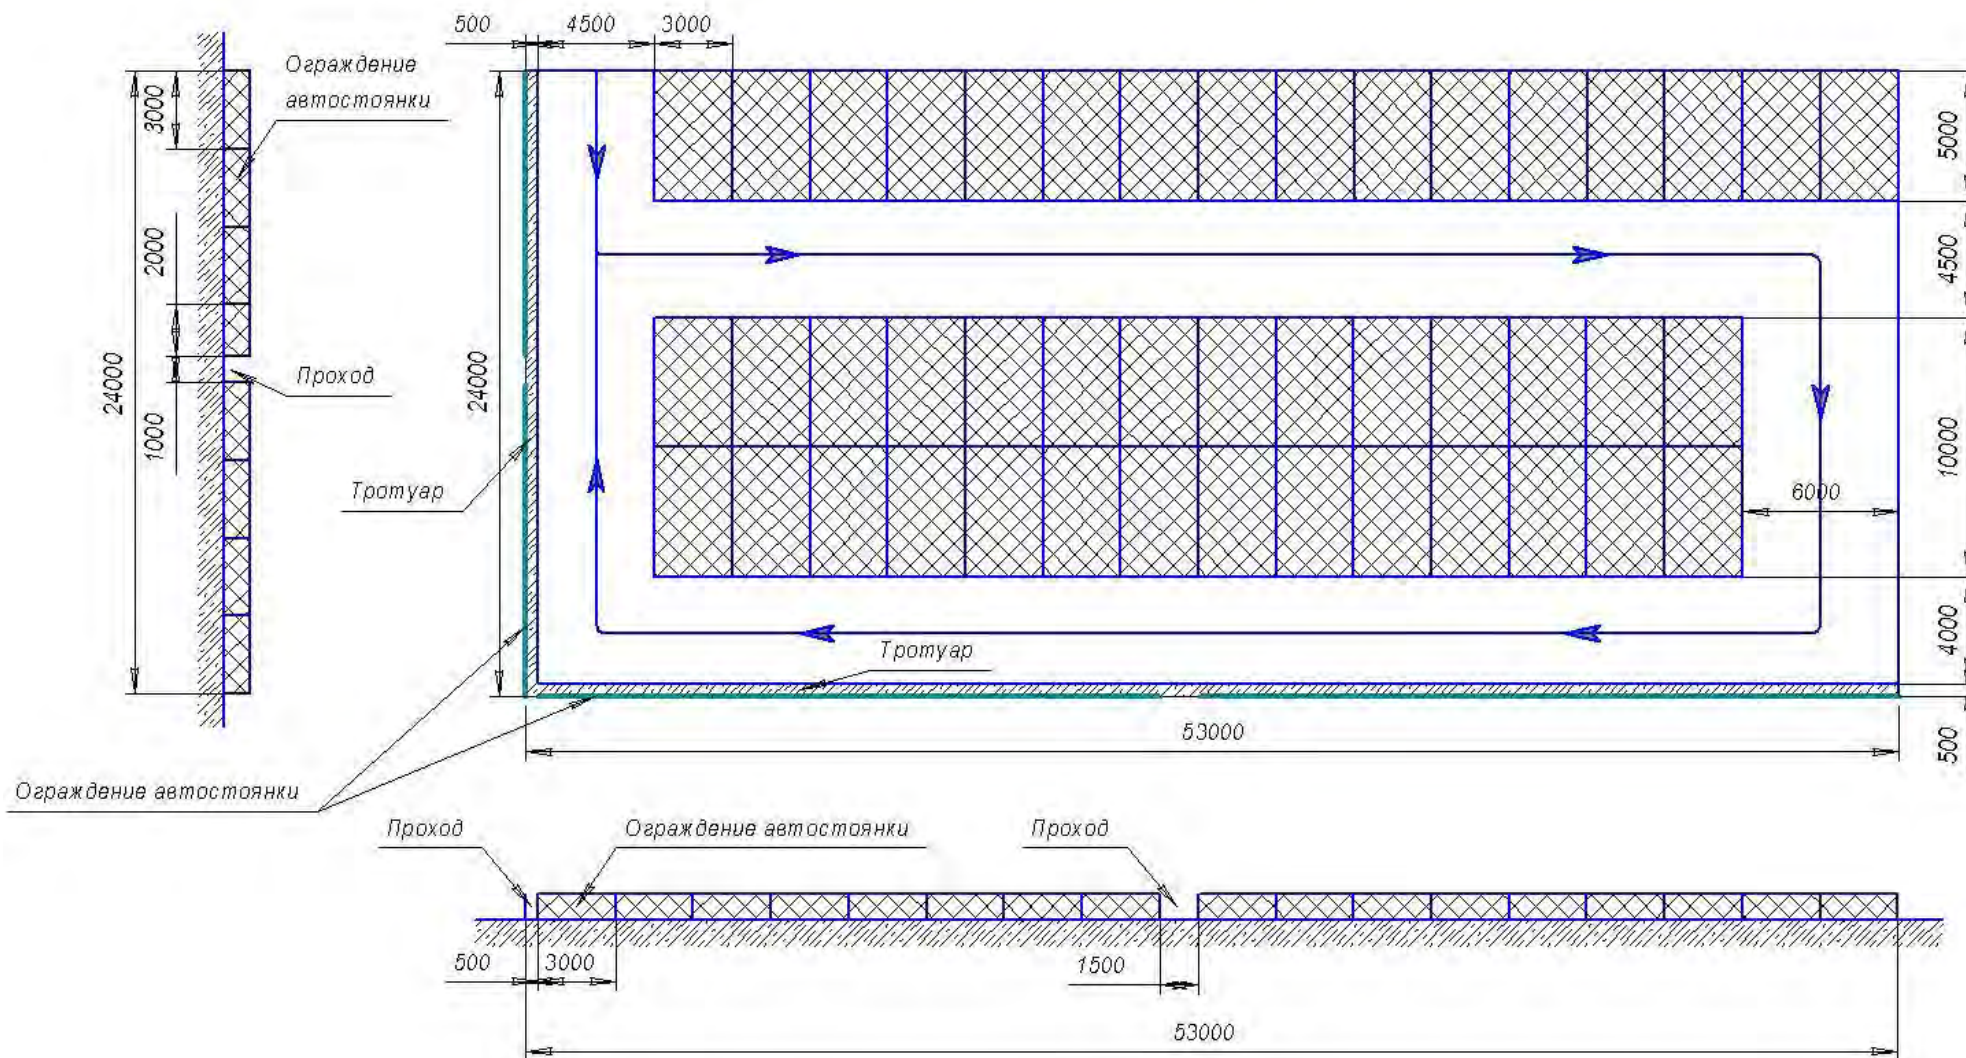 500
4500
3000
Ограждение
автостоянки
3000
2000
1000
24000
Проход
24000
5000
4500
10000
6000
4000
500
Тротуар
Тротуар
53000
Ограждение автостоянки
Проход
Ограждение автостоянки
Проход
500
3000
1500
53000